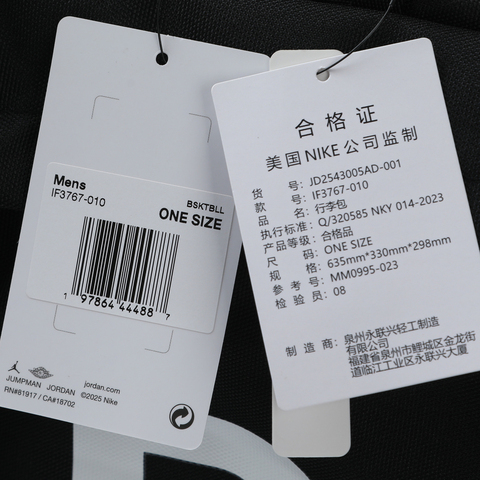 Mens
IF3767-010
BSKTBLL
ONE SIZE
1 97864 44488 7
JUMPMAN JORDAN
jordan.com
RN#81917 / CA#18702
©2025 Nike
合格证
美国NIKE公司监制
货号: JD2543005AD-001
款号: IF3767-010
品名: 行李包
执行标准: Q/320585 NKY 014-2023
产品等级: 合格品
尺码: ONE SIZE
规格: 635mm*330mm*298mm
参考号: MM0995-023
检验员: 08
制造商: 泉州永联兴轻工制造
有限公司
福建省泉州市鲤城区金龙街
道临江工业区永联兴大厦